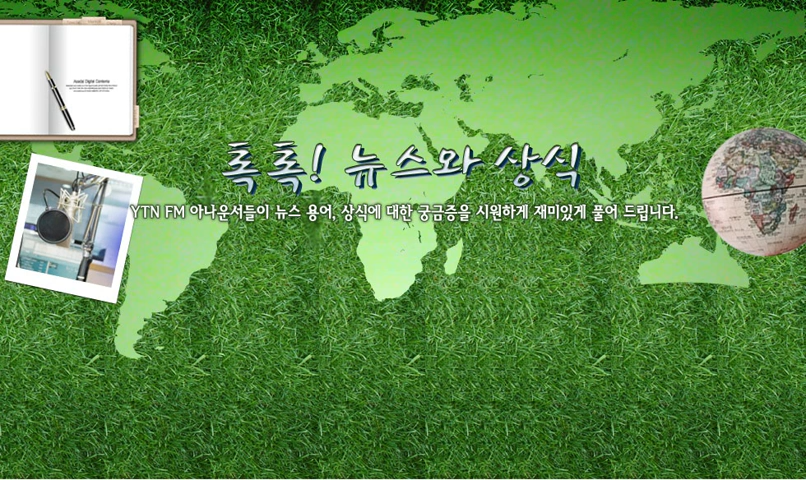 톡톡! 뉴스와 상식
YTN FM 아나운서들이 뉴스 용어, 상식에 대한 궁금증을 시원하게 재미있게 풀어 드립니다.